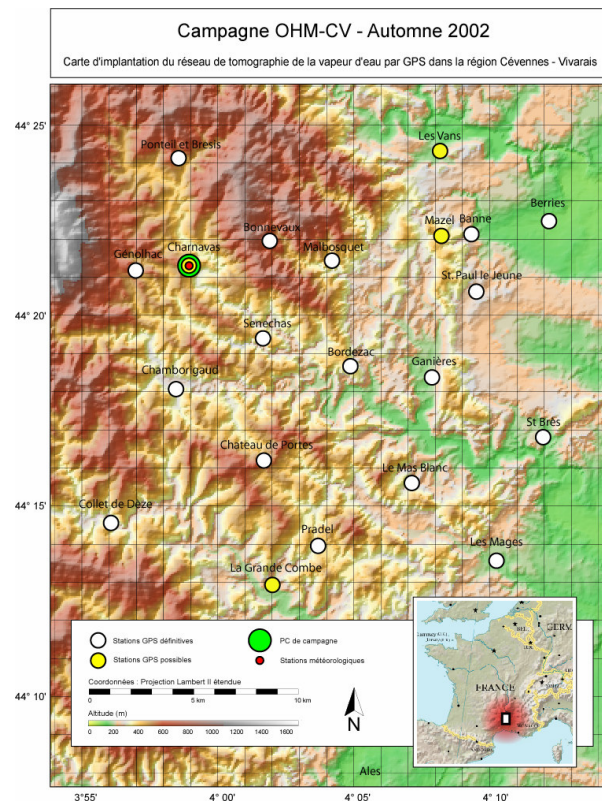 Campagne OHM-CV - Automne 2002
Carte d'implantation du réseau de tomographie de la vapeur d'eau par GPS dans la région Cévennes - Vivarais
44° 25'
Les Vans
Ponteil et Bresis
Berries
Mazel
Banne
Bonnevaux
Charnavas
Malbosquet
Génolhac
St. Paul le Jeune
44° 20'
Senechas
Bordezac
Ganières
Chamborigaud
St Brès
Chateau de Portes
Le Mas Blanc
44° 15'
Collet de Dèze
Pradel
Les Mages
La Grande Combe
Stations GPS définitives
PC de campagne
Stations GPS possibles
Stations météorologiques
Coordonnées : Projection Lambert II étendue
0 5 km 10 km
44° 10'
Altitude (m)
0 200 400 600 800 1000 1200 1400 1600
N
FRANCE
Ales
3°55' 4° 00' 4° 05' 4° 10'